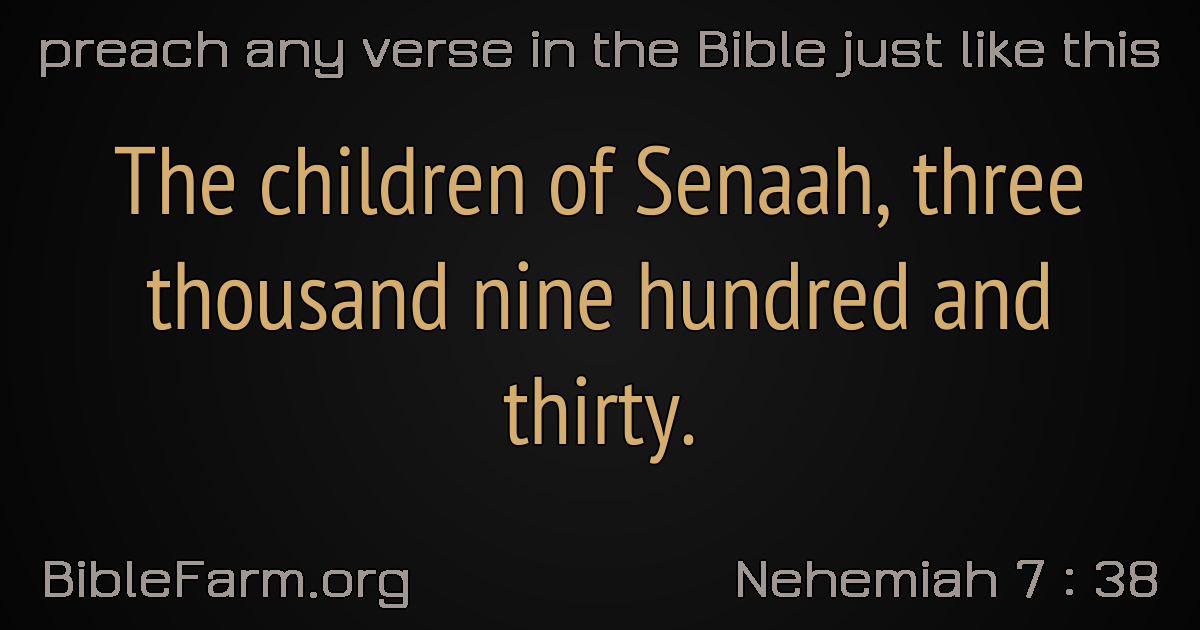 preach any verse in the Bible just like this
The children of Senaah, three
thousand nine hundred and
thirty.
BibleFarm.org
Nehemiah 7 : 38